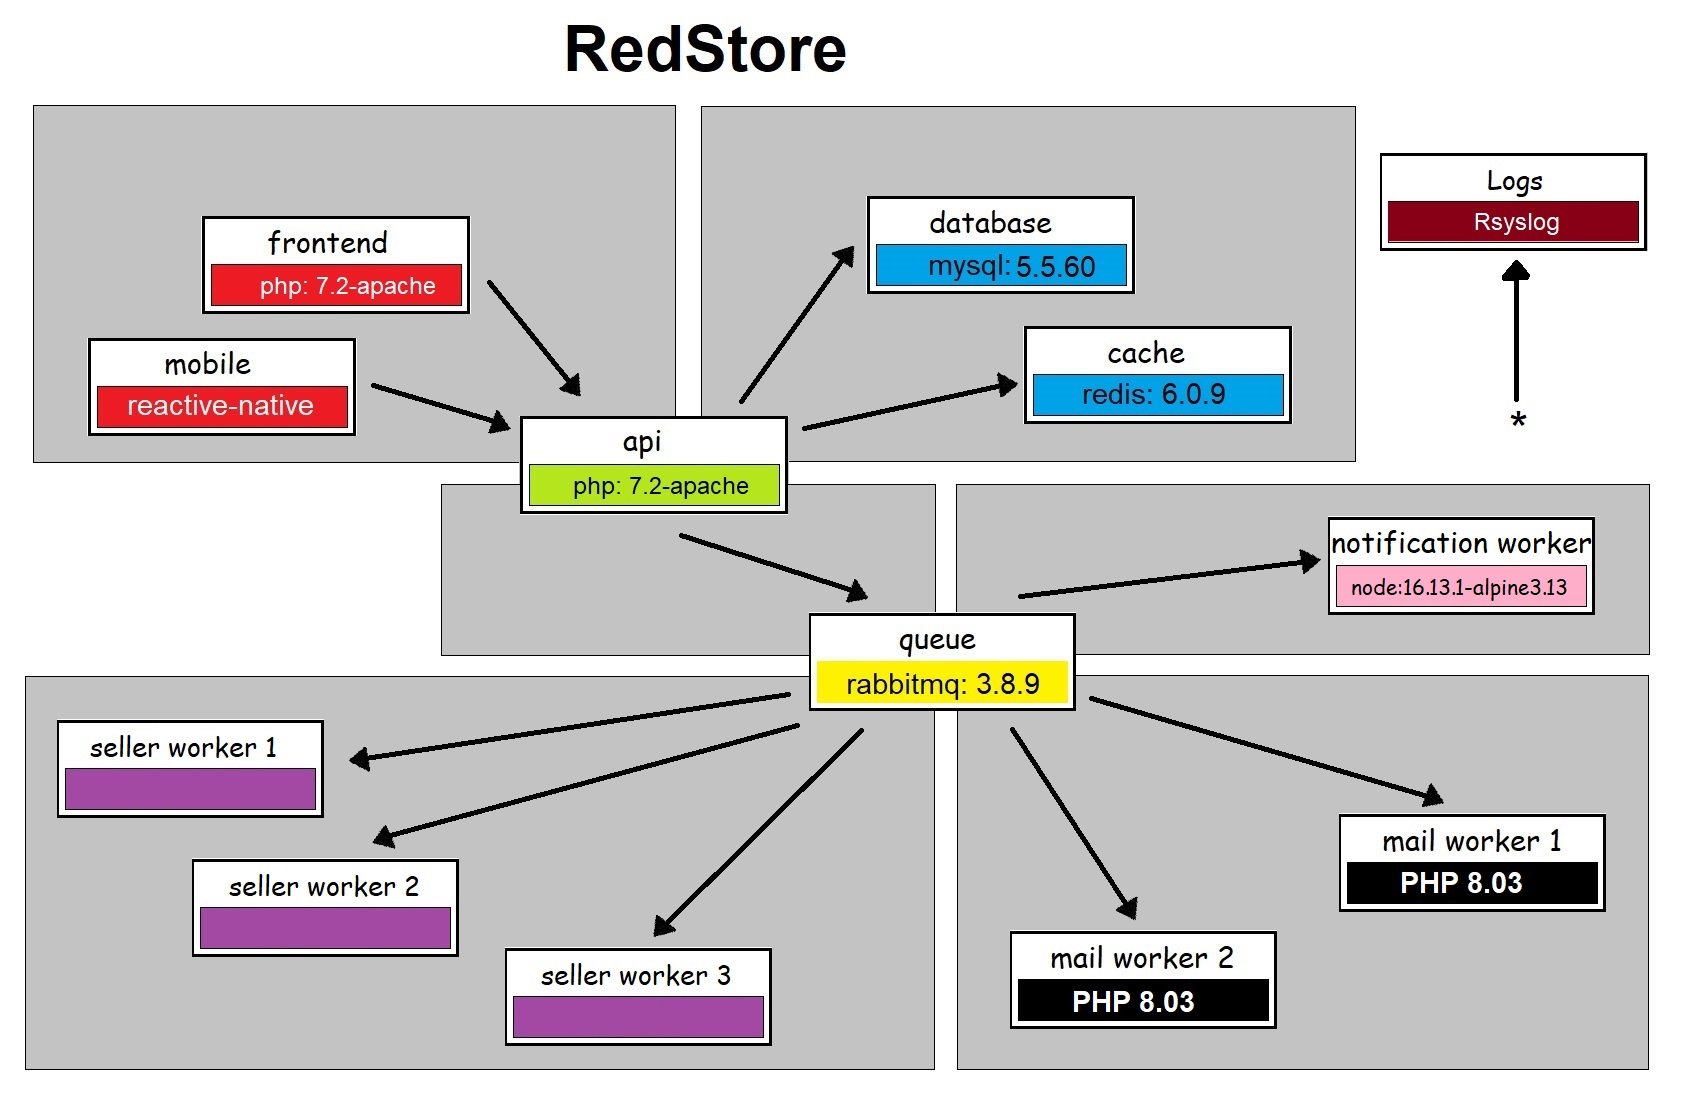 RedStore
frontend
php: 7.2-apache
mobile
reactive-native
database
mysql: 5.5.60
cache
redis: 6.0.9
Logs
Rsyslog
*
api
php: 7.2-apache
notification worker
node:16.13.1-alpine3.13
queue
rabbitmq: 3.8.9
seller worker 1
seller worker 2
seller worker 3
mail worker 1
PHP 8.03
mail worker 2
PHP 8.03